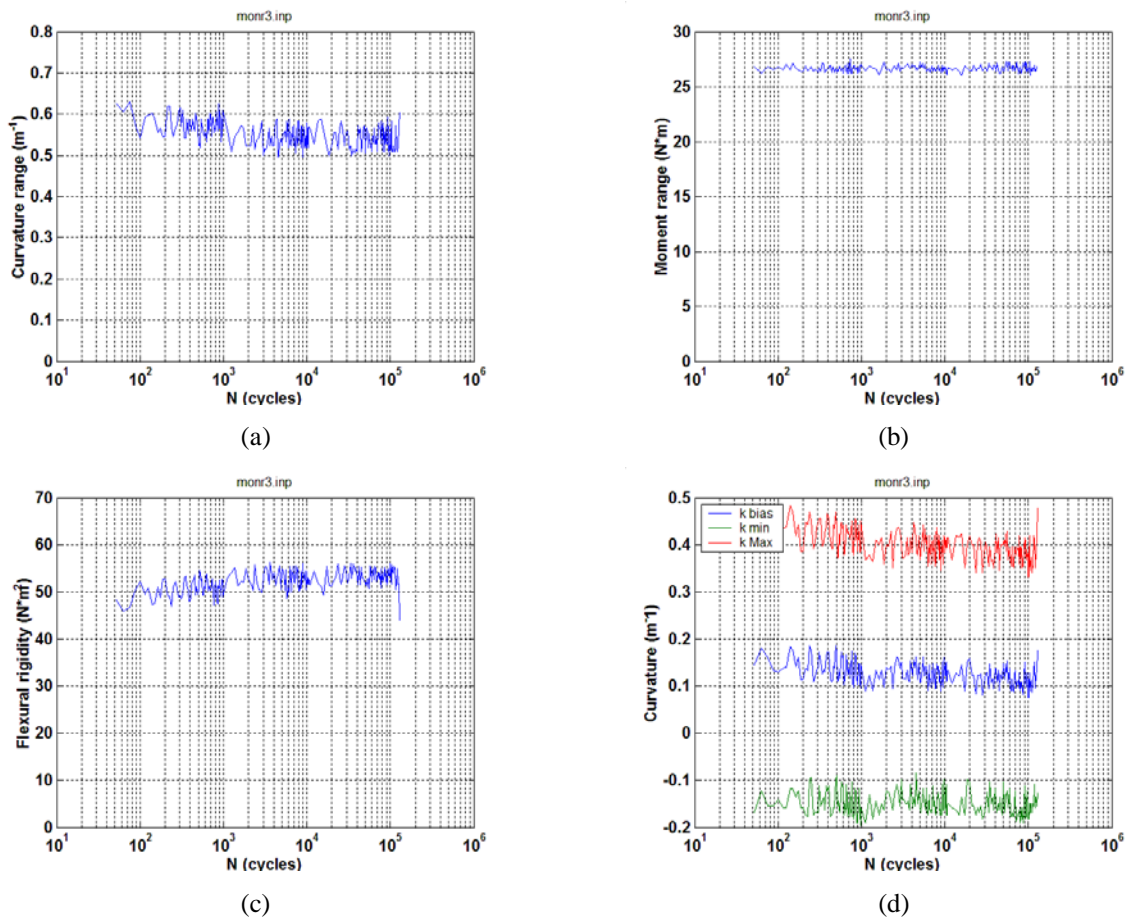 monr3.inp
0.8
0.7
0.6
0.5
0.4
0.3
0.2
0.1
0
Curvature range (m⁻¹)
10¹ 10² 10³ 10⁴ 10⁵ 10⁶
N (cycles)
(a)
monr3.inp
30
25
20
15
10
5
0
Moment range (N*m)
10¹ 10² 10³ 10⁴ 10⁵ 10⁶
N (cycles)
(b)
monr3.inp
70
60
50
40
30
20
10
0
Flexural rigidity (N*m²)
10¹ 10² 10³ 10⁴ 10⁵ 10⁶
N (cycles)
(c)
monr3.inp
k bias
k min
k Max
0.5
0.4
0.3
0.2
0.1
0
-0.1
-0.2
Curvature (m⁻¹)
10¹ 10² 10³ 10⁴ 10⁵ 10⁶
N (cycles)
(d)